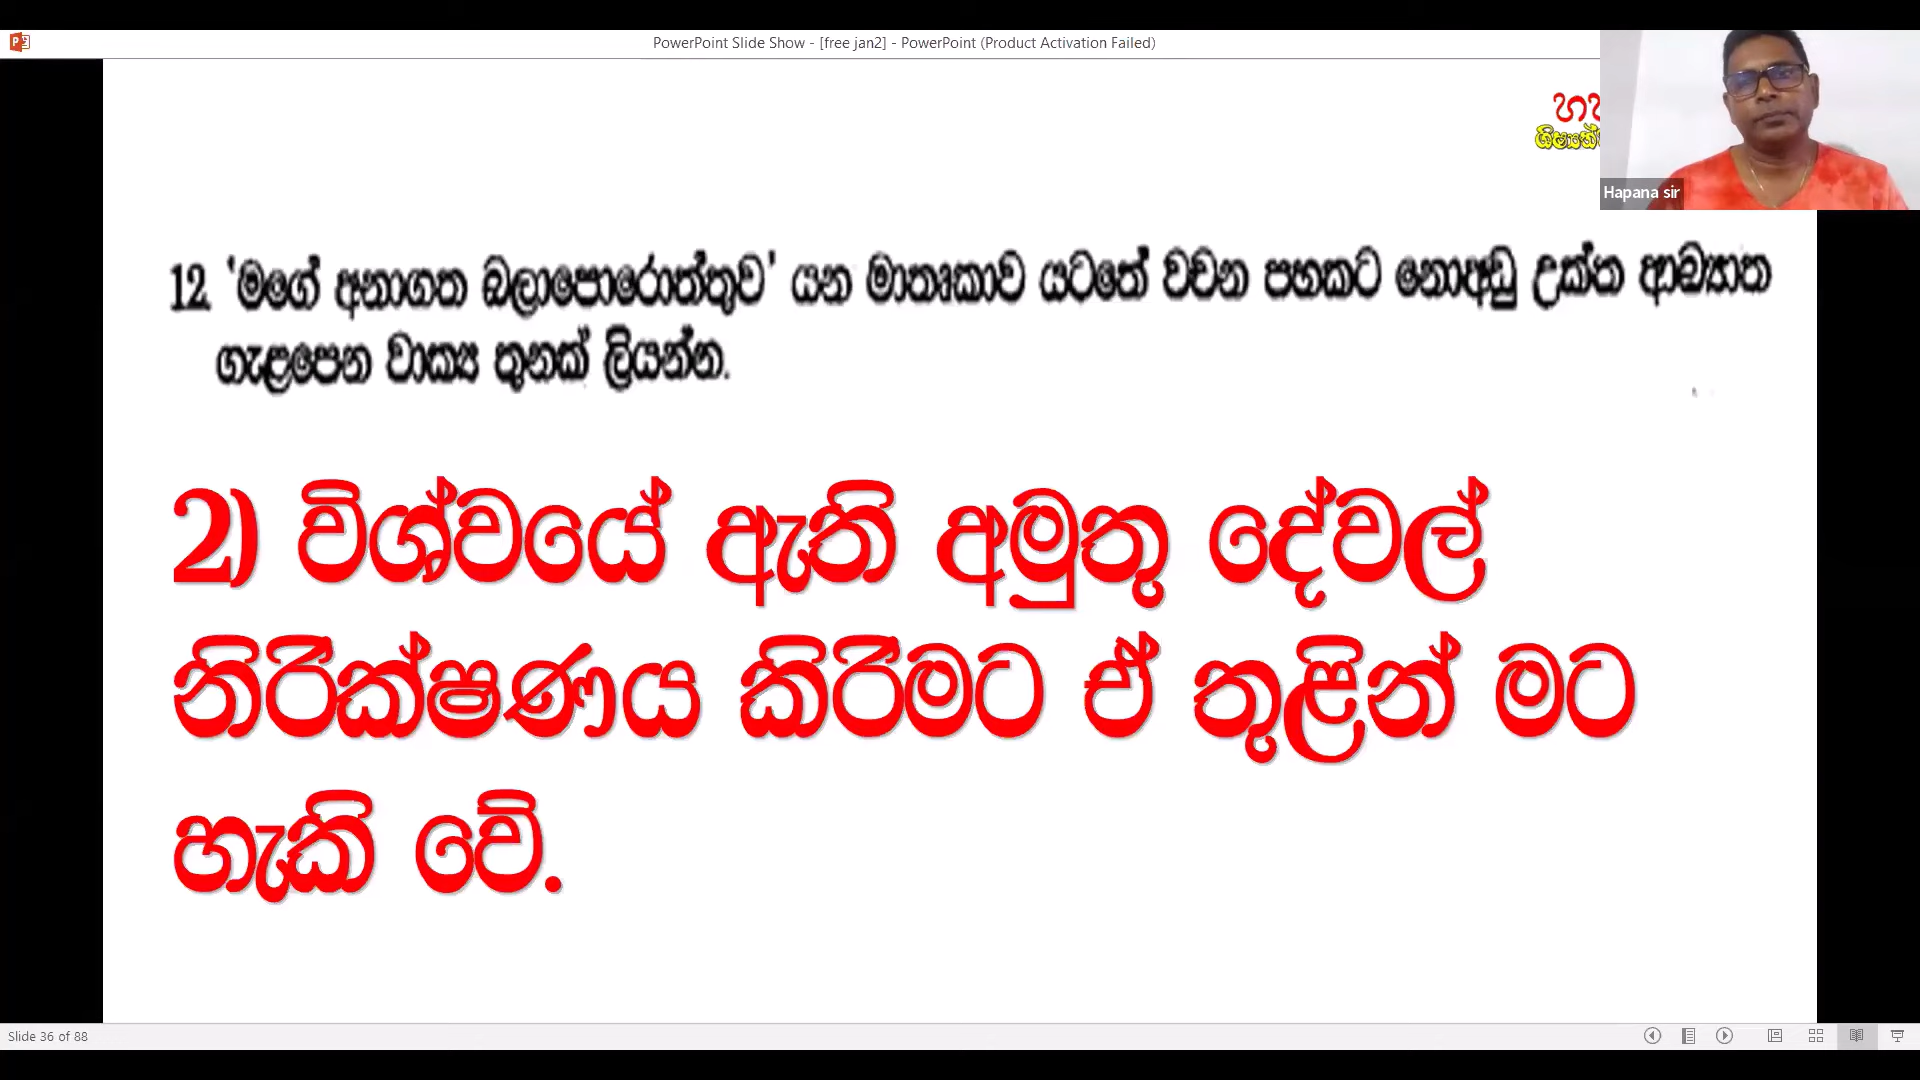 PowerPoint Slide Show - [free jan2] - PowerPoint (Product Activation Failed)
Hapana sir
12. 'මගේ අනාගත බලාපොරොත්තුව' යන මාතෘකාව යටතේ වචන පහකට නොඅඩු උක්ත ආඛ්‍යාත
ගැළපෙන වාක්‍ය තුනක් ලියන්න.
2) විශ්වයේ ඇති අමුතු දේවල්
නිරීක්ෂණය කිරීමට ඒ තුළින් මට
හැකි වේ.
Slide 36 of 88